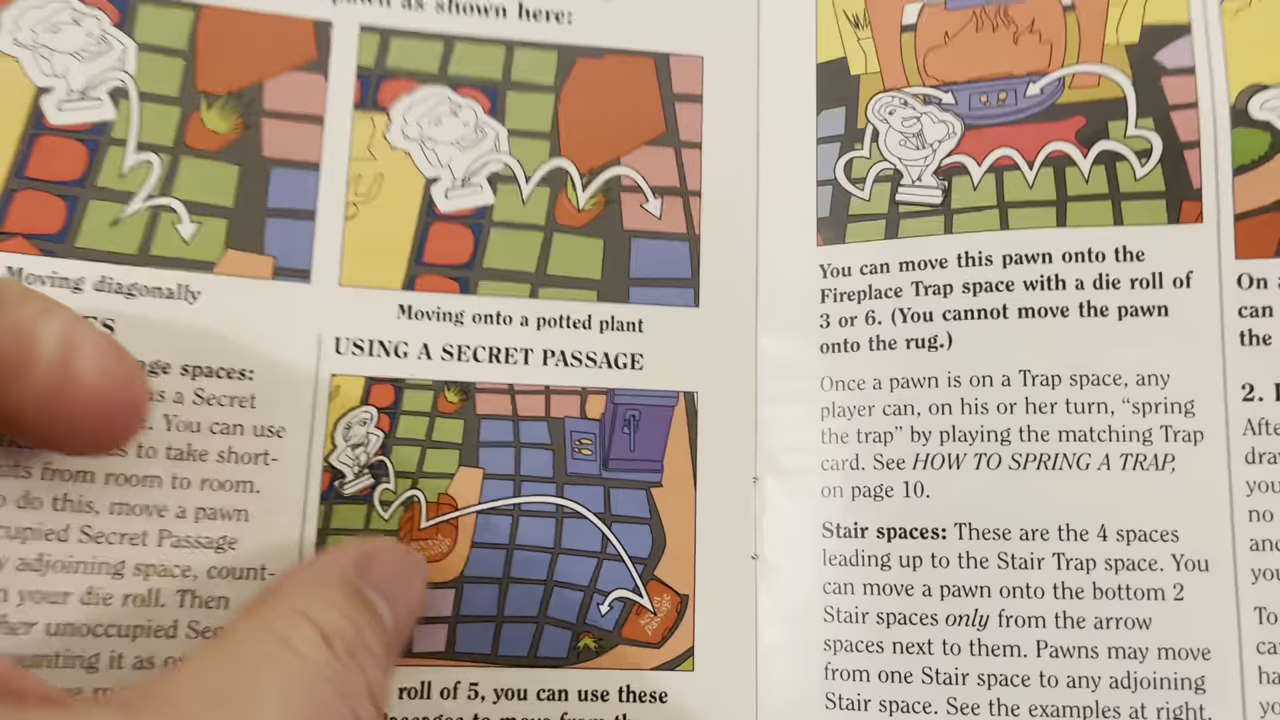 as shown here:
Moving diagonally
Moving onto a potted plant
ge spaces:
s a Secret
You can use
to take short-
from room to room.
do this, move a pawn
Secret Passage
adjoining space, count-
your die roll. Then
unoccupied
USING A SECRET PASSAGE
Secret Passage
roll of 5, you can use these
You can move this pawn onto the
Fireplace Trap space with a die roll of
3 or 6. (You cannot move the pawn
onto the rug.)
Once a pawn is on a Trap space, any
player can, on his or her turn, “spring
the trap” by playing the matching Trap
card. See HOW TO SPRING A TRAP,
on page 10.
Stair spaces: These are the 4 spaces
leading up to the Stair Trap space. You
can move a pawn onto the bottom 2
Stair spaces only from the arrow
spaces next to them. Pawns may move
from one Stair space to any adjoining
Stair space. See the examples at right.
On
can
the
2.
Afte
dra
you
no
and
you
To
ca
ha
yo